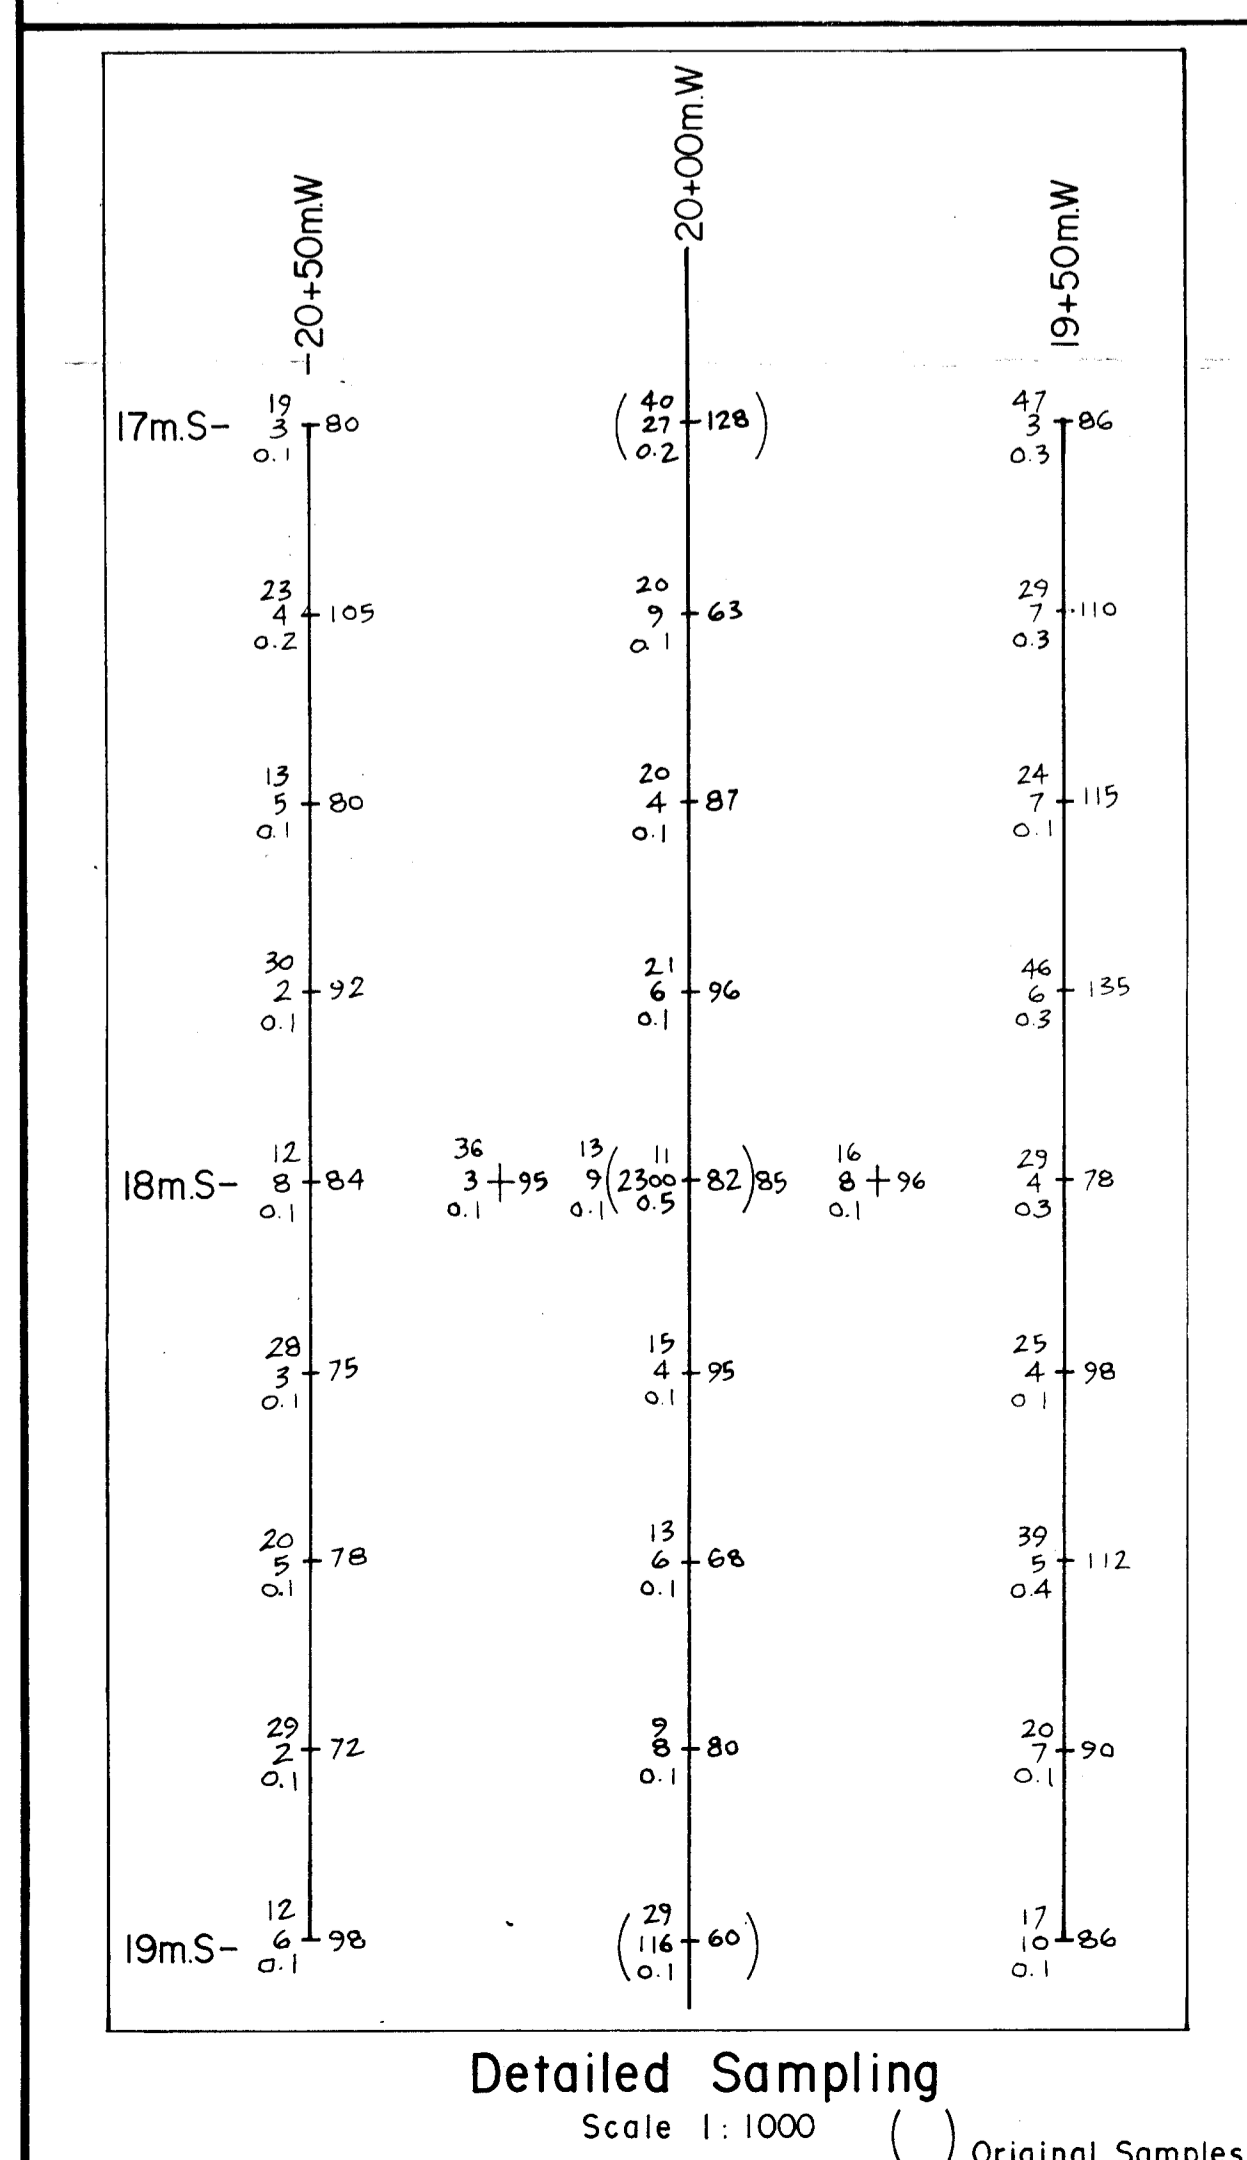 -20+50m.W
20+00m.W
19+50m.W
19 40 47
17m.S- 3 80 ( 27 128 ) 3 86
0.1 0.2 0.3
23 20 29
4 105 9 63 7 110
0.2 0.1 0.3
13 20 24
5 80 4 87 7 115
0.1 0.1 0.1
30 21 46
2 92 6 96 6 135
0.1 0.1 0.3
12 36 13 11 16 29
18m.S- 8 84 3 95 9 ( 2300 82 ) 85 8 96 4 78
0.1 0.1 0.1 0.5 0.1 0.3
28 15 25
3 75 4 95 4 98
0.1 0.1 0.1
20 13 39
5 78 6 68 5 112
0.1 0.1 0.4
29 9 20
2 72 8 80 7 90
0.1 0.1 0.1
12 29 17
19m.S- 6 98 ( 116 60 ) 10 86
0.1 0.1 0.1
Detailed Sampling
Scale 1:1000
( ) Original Samples